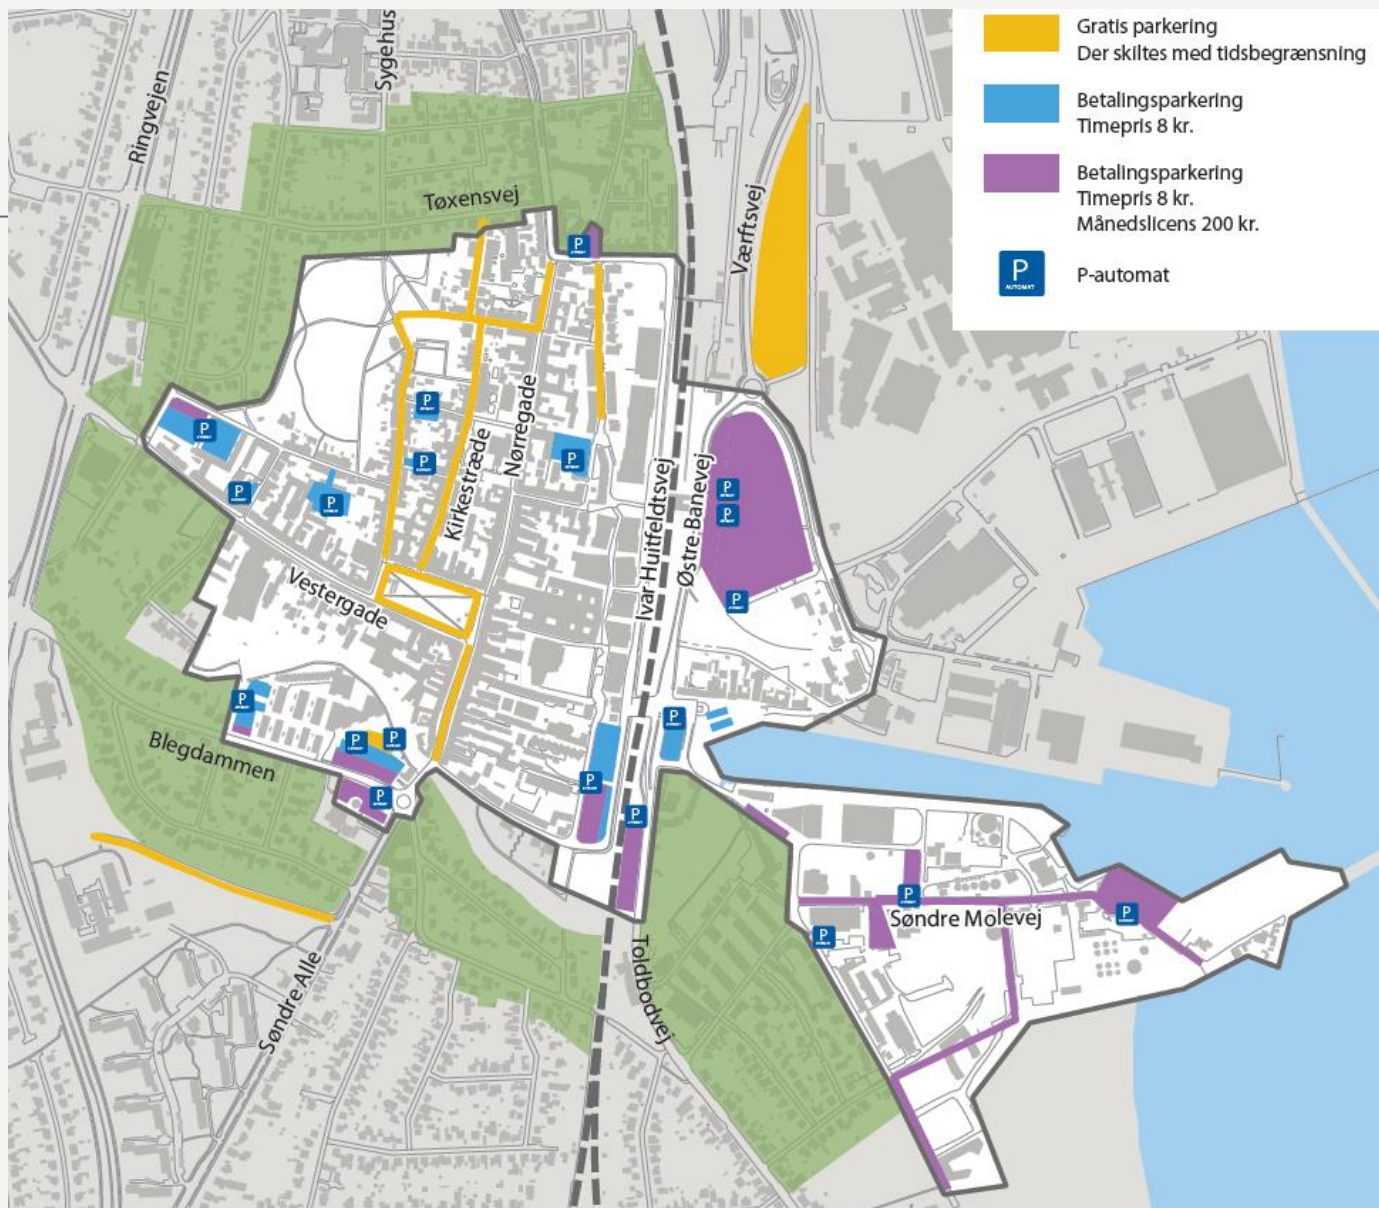 Gratis parkering
Der skiltes med tidsbegrænsning
Betalingsparkering
Timepris 8 kr.
Betalingsparkering
Timepris 8 kr.
Månedslicens 200 kr.
P
AUTOMAT
P-automat
Sygehus
Ringvejen
Tøxensvej
Værftsvej
P
P
Nørregade
P
P
Kirkestræde
P
P
P
P
Ivar Huitfeldtsvej
Østre Banevej
P
P
P
Vestergade
P
P
P
P
Blegdammen
P
P
P
P
Søndre Molevej
P
P
Toldbodvej
Søndre Alle